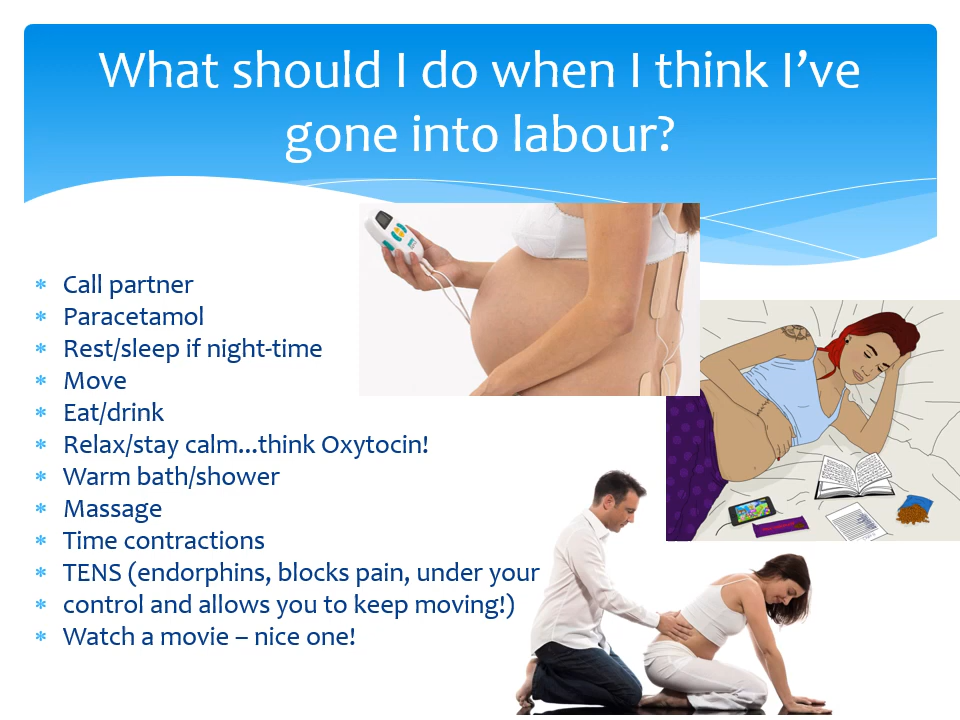 What should I do when I think I’ve
gone into labour?
* Call partner
* Paracetamol
* Rest/sleep if night-time
* Move
* Eat/drink
* Relax/stay calm...think Oxytocin!
* Warm bath/shower
* Massage
* Time contractions
* TENS (endorphins, blocks pain, under your
* control and allows you to keep moving!)
* Watch a movie – nice one!